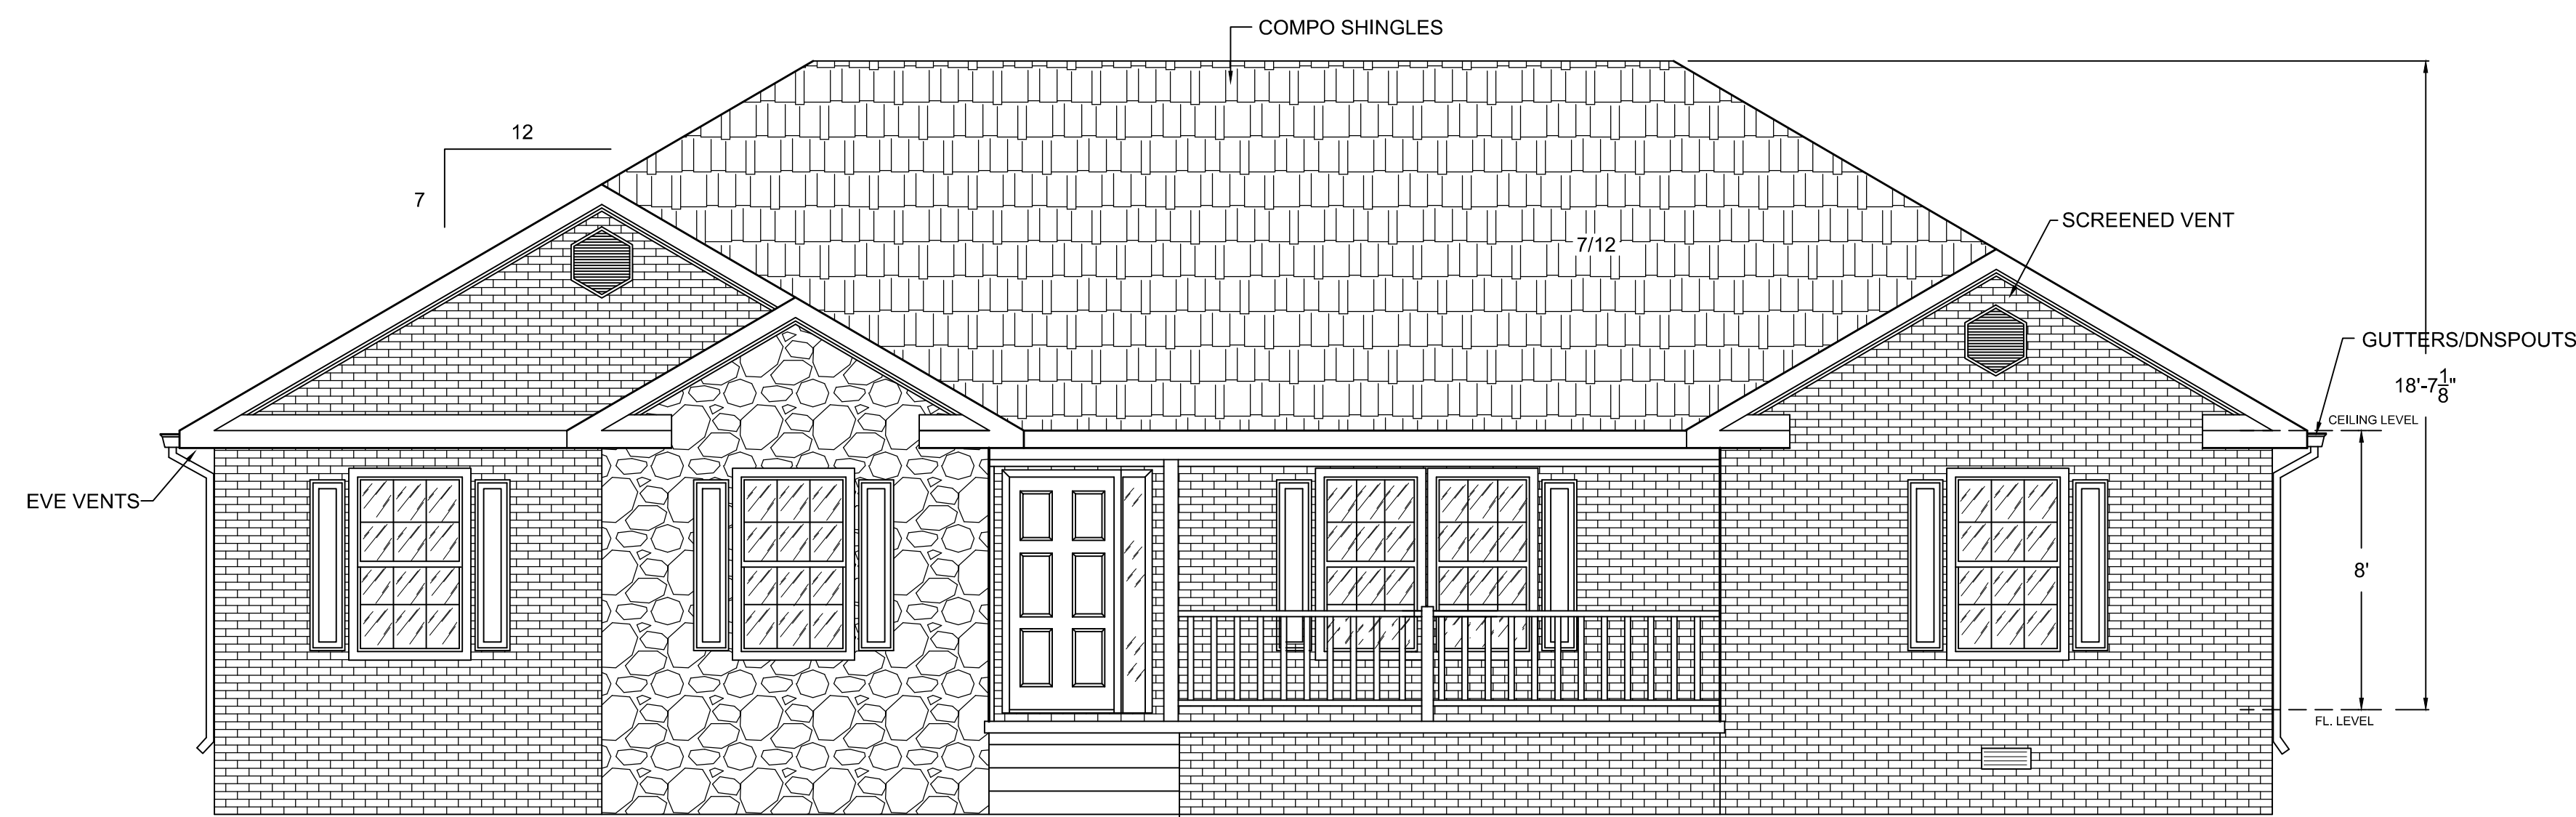 COMPO SHINGLES
12
7
SCREENED VENT
7/12
GUTTERS/DNSPOUTS
18'-7 1/8"
CEILING LEVEL
EVE VENTS
8'
FL. LEVEL